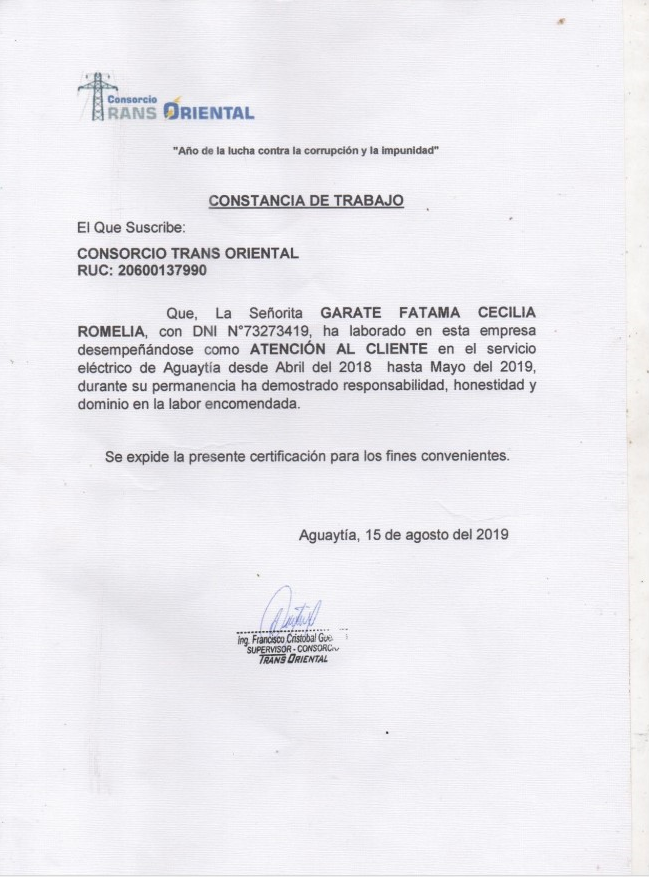 Consorcio
TRANS ORIENTAL
"Año de la lucha contra la corrupción y la impunidad"
CONSTANCIA DE TRABAJO
El Que Suscribe:
CONSORCIO TRANS ORIENTAL
RUC: 20600137990
Que, La Señorita GARATE FATAMA CECILIA
ROMELIA, con DNI N°73273419, ha laborado en esta empresa
desempeñándose como ATENCIÓN AL CLIENTE en el servicio
eléctrico de Aguaytía desde Abril del 2018 hasta Mayo del 2019,
durante su permanencia ha demostrado responsabilidad, honestidad y
dominio en la labor encomendada.
Se expide la presente certificación para los fines convenientes.
Aguaytía, 15 de agosto del 2019
Ing. Francisco Cristobal
SUPERVISOR - CONSORCIO
TRANS ORIENTAL